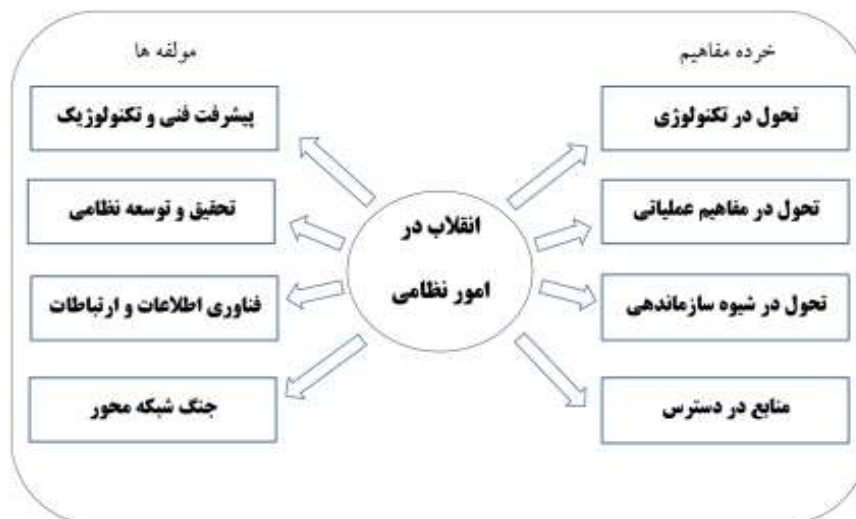 خرده مفاهیم
تحول در تکنولوژی
تحول در مفاهیم عملیاتی
تحول در شیوه سازماندهی
منابع در دسترس
انقلاب در
امور نظامی
مولفه ها
پیشرفت فنی و تکنولوژیک
تحقیق و توسعه نظامی
فناوری اطلاعات و ارتباطات
جنگ شبکه محور